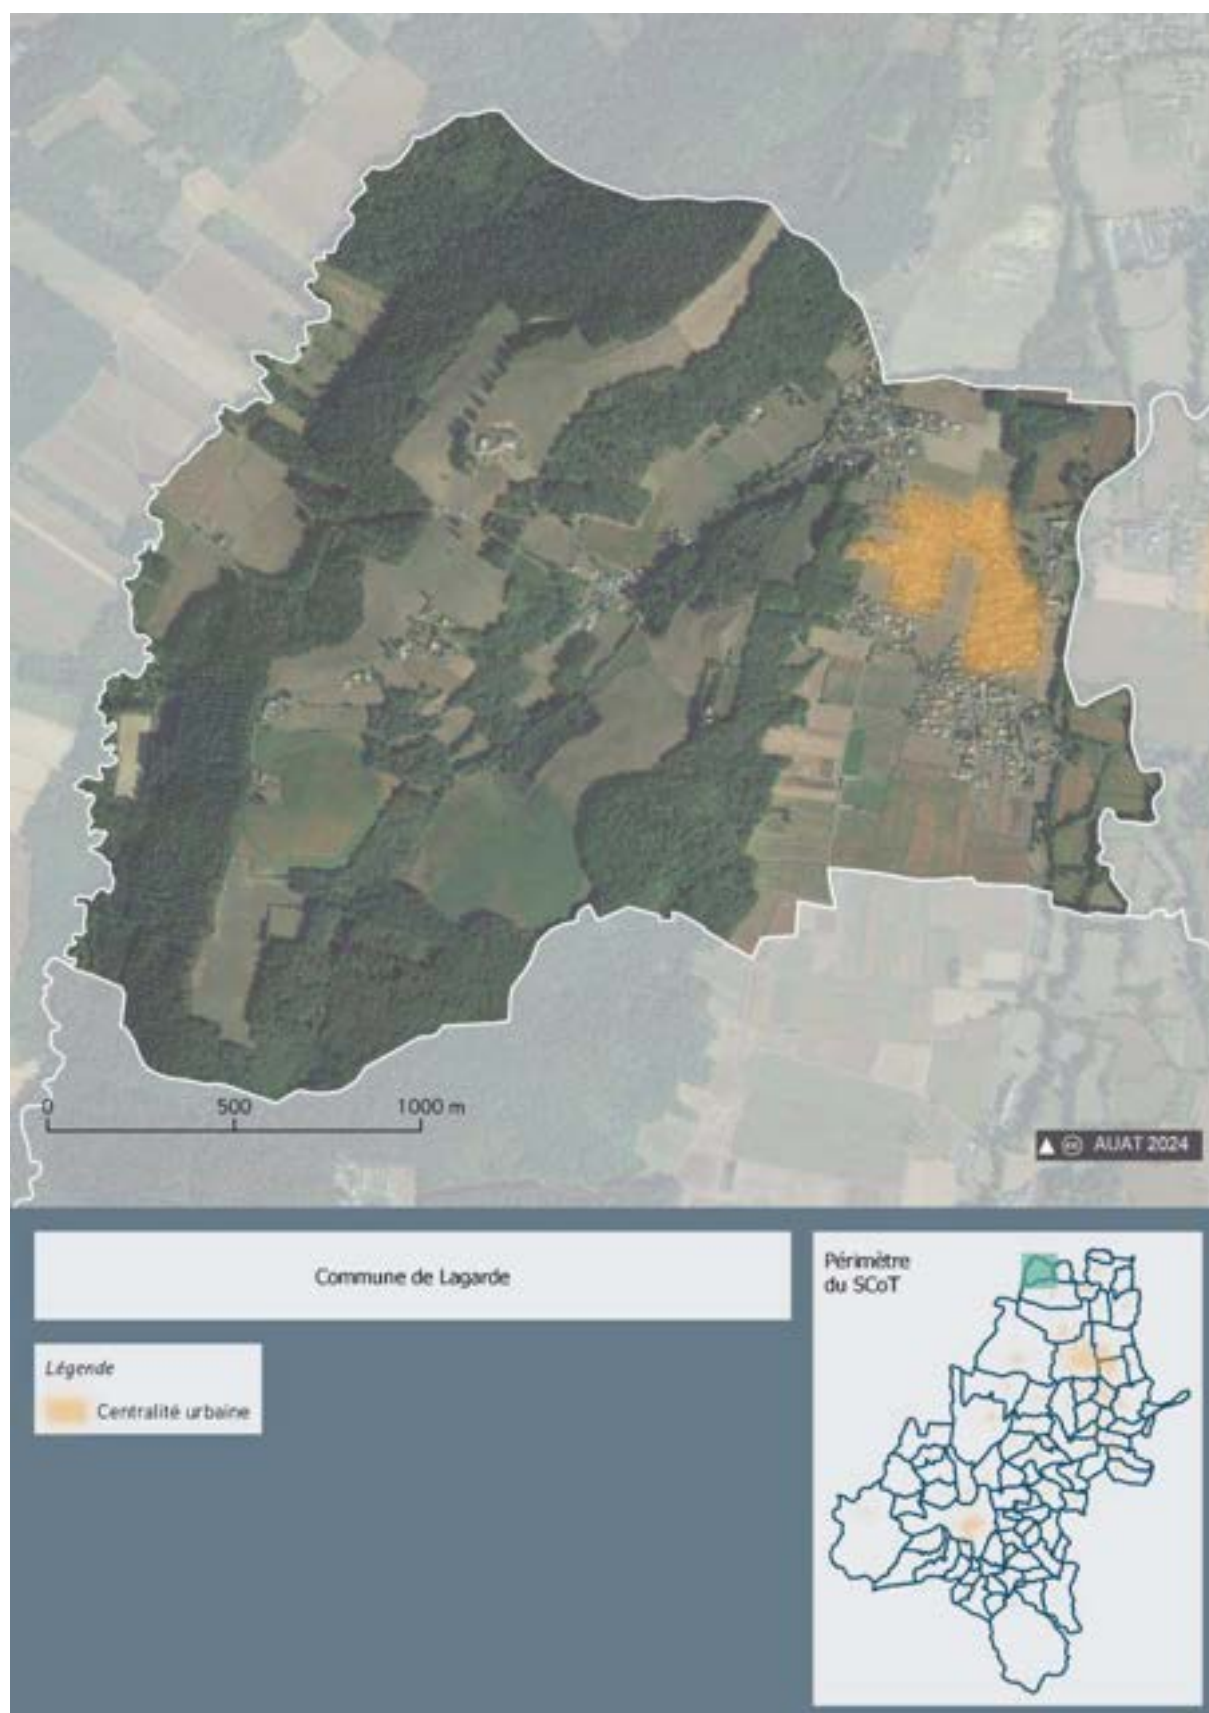 0 500 1000 m
AUAT 2024
Commune de Lagarde
Périmètre
du SCoT
Légende
Centralité urbaine